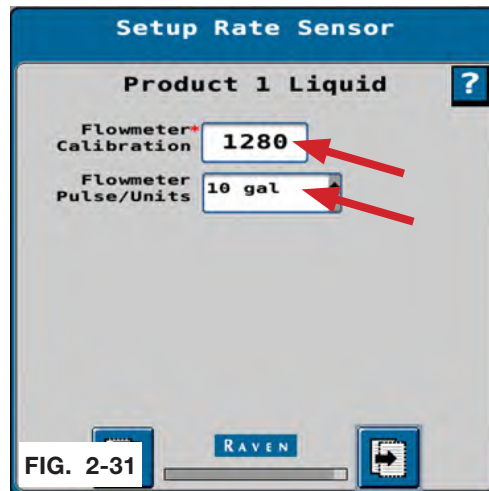 Setup Rate Sensor
Product 1 Liquid
?
Flowmeter*
Calibration
1280
Flowmeter
Pulse/Units
10 gal
RAVEN
FIG. 2-31